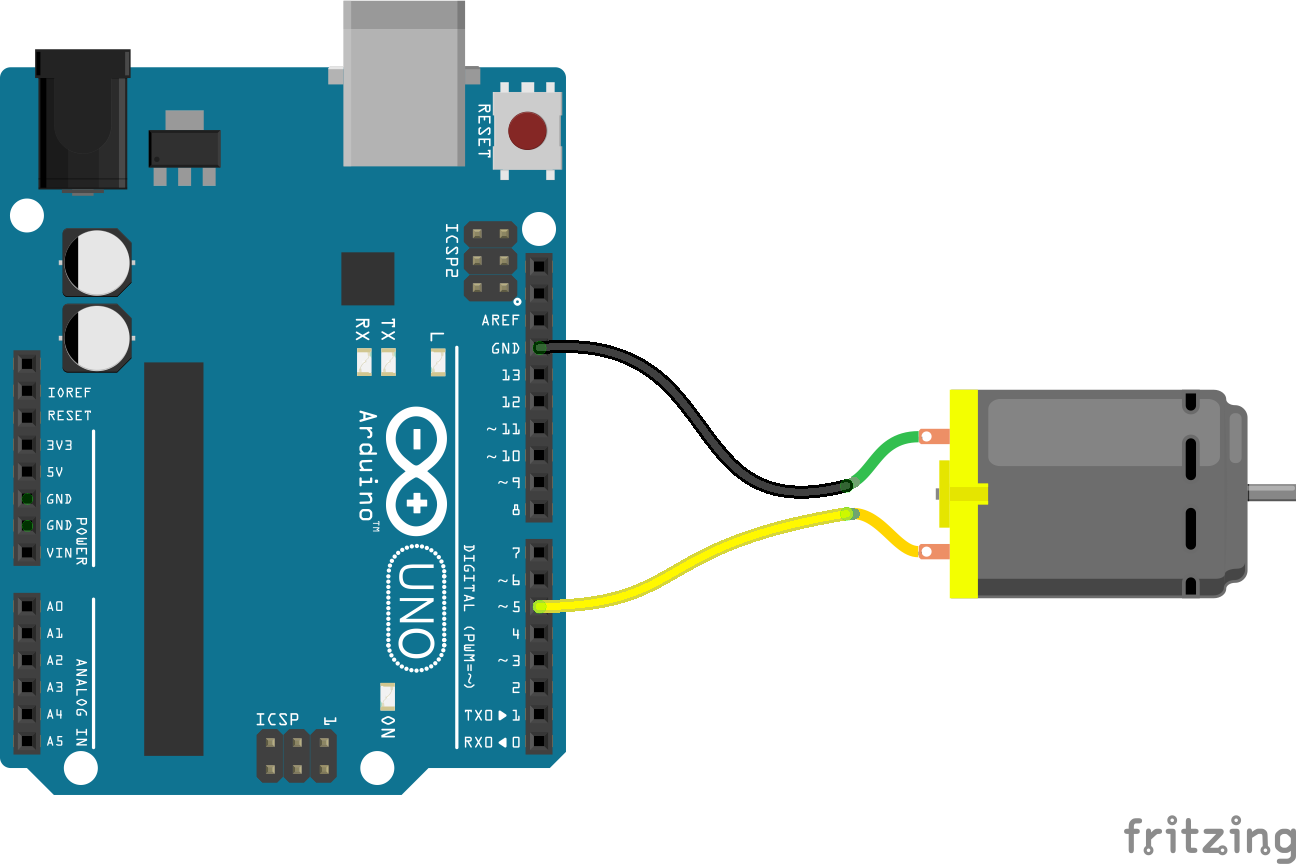 RESET
ICSP2
AREF
GND
13
12
~11
~10
~9
8
RX
TX
L
IOREF
RESET
3V3
5V
GND
GND
VIN
POWER
Arduino™
UNO
DIGITAL (PWM=~)
7
~6
~5
4
~3
2
TX0▶1
RX0◀0
A0
A1
A2
A3
A4
A5
ANALOG IN
ICSP
1
ON
fritzing